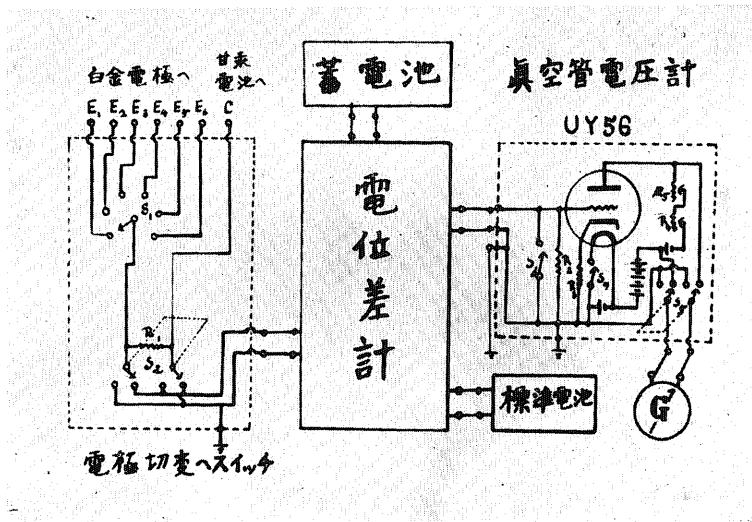 白金電極へ
甘汞
電池へ
E₁ E₂ E₃ E₄ E₅ E₆ C
蓄電池
真空管電圧計
UY56
電位差計
S₁
S₂
標準電池
G
電極切変ヘスイッチ